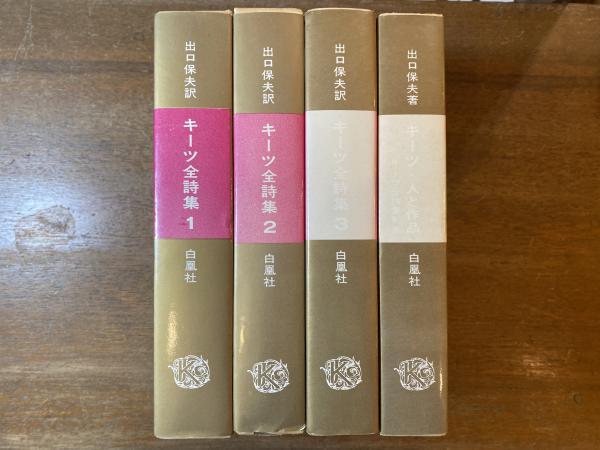 出口保夫訳
キーツ全詩集1
白凰社
K
出口保夫訳
キーツ全詩集2
白凰社
K
出口保夫訳
キーツ全詩集3
白凰社
K
出口保夫著
キーツ 人と作品
白凰社
K